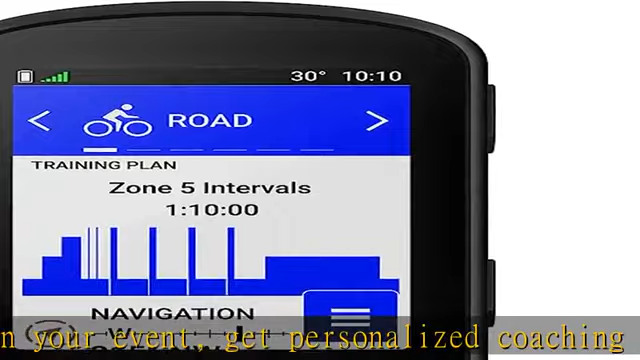 30° 10:10
ROAD
TRAINING PLAN
Zone 5 Intervals
1:10:00
NAVIGATION
W
n your event, get personalized coaching